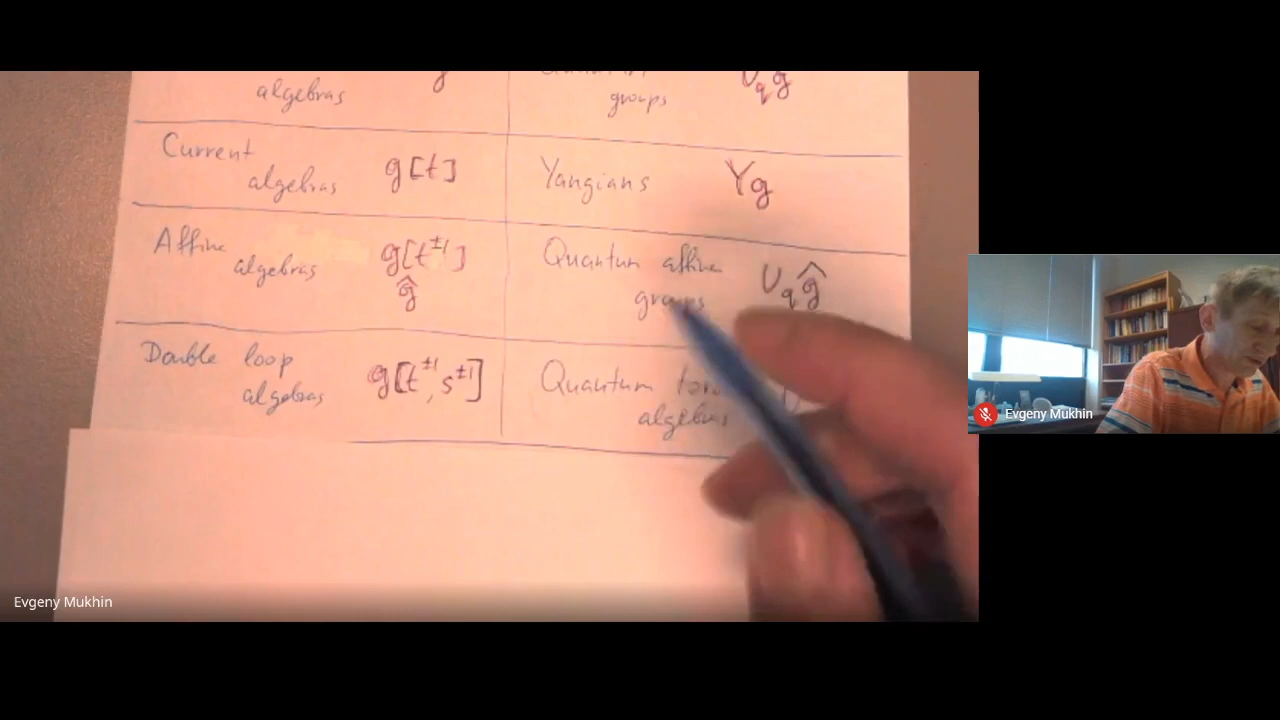 algebras g
groups U_q g
Current
algebras g[t]
Yangians Yg
Affine
algebras g[t^{±1}]
ĝ
Quantum affine
groups U_q ĝ
Double loop
algebras g[t^{±1}, s^{±1}]
Quantum
algebras
Evgeny Mukhin
Evgeny Mukhin